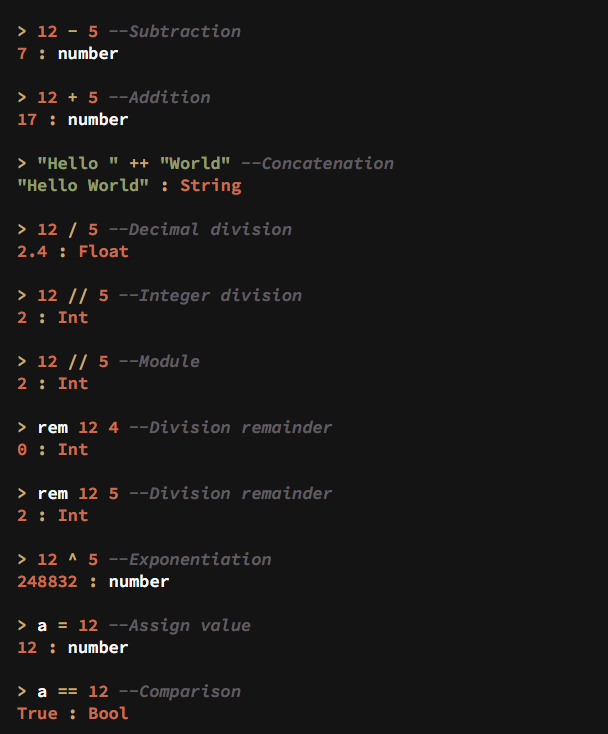 > 12 - 5 --Subtraction
7 : number
> 12 + 5 --Addition
17 : number
> "Hello " ++ "World" --Concatenation
"Hello World" : String
> 12 / 5 --Decimal division
2.4 : Float
> 12 // 5 --Integer division
2 : Int
> 12 // 5 --Module
2 : Int
> rem 12 4 --Division remainder
0 : Int
> rem 12 5 --Division remainder
2 : Int
> 12 ^ 5 --Exponentiation
248832 : number
> a = 12 --Assign value
12 : number
> a == 12 --Comparison
True : Bool